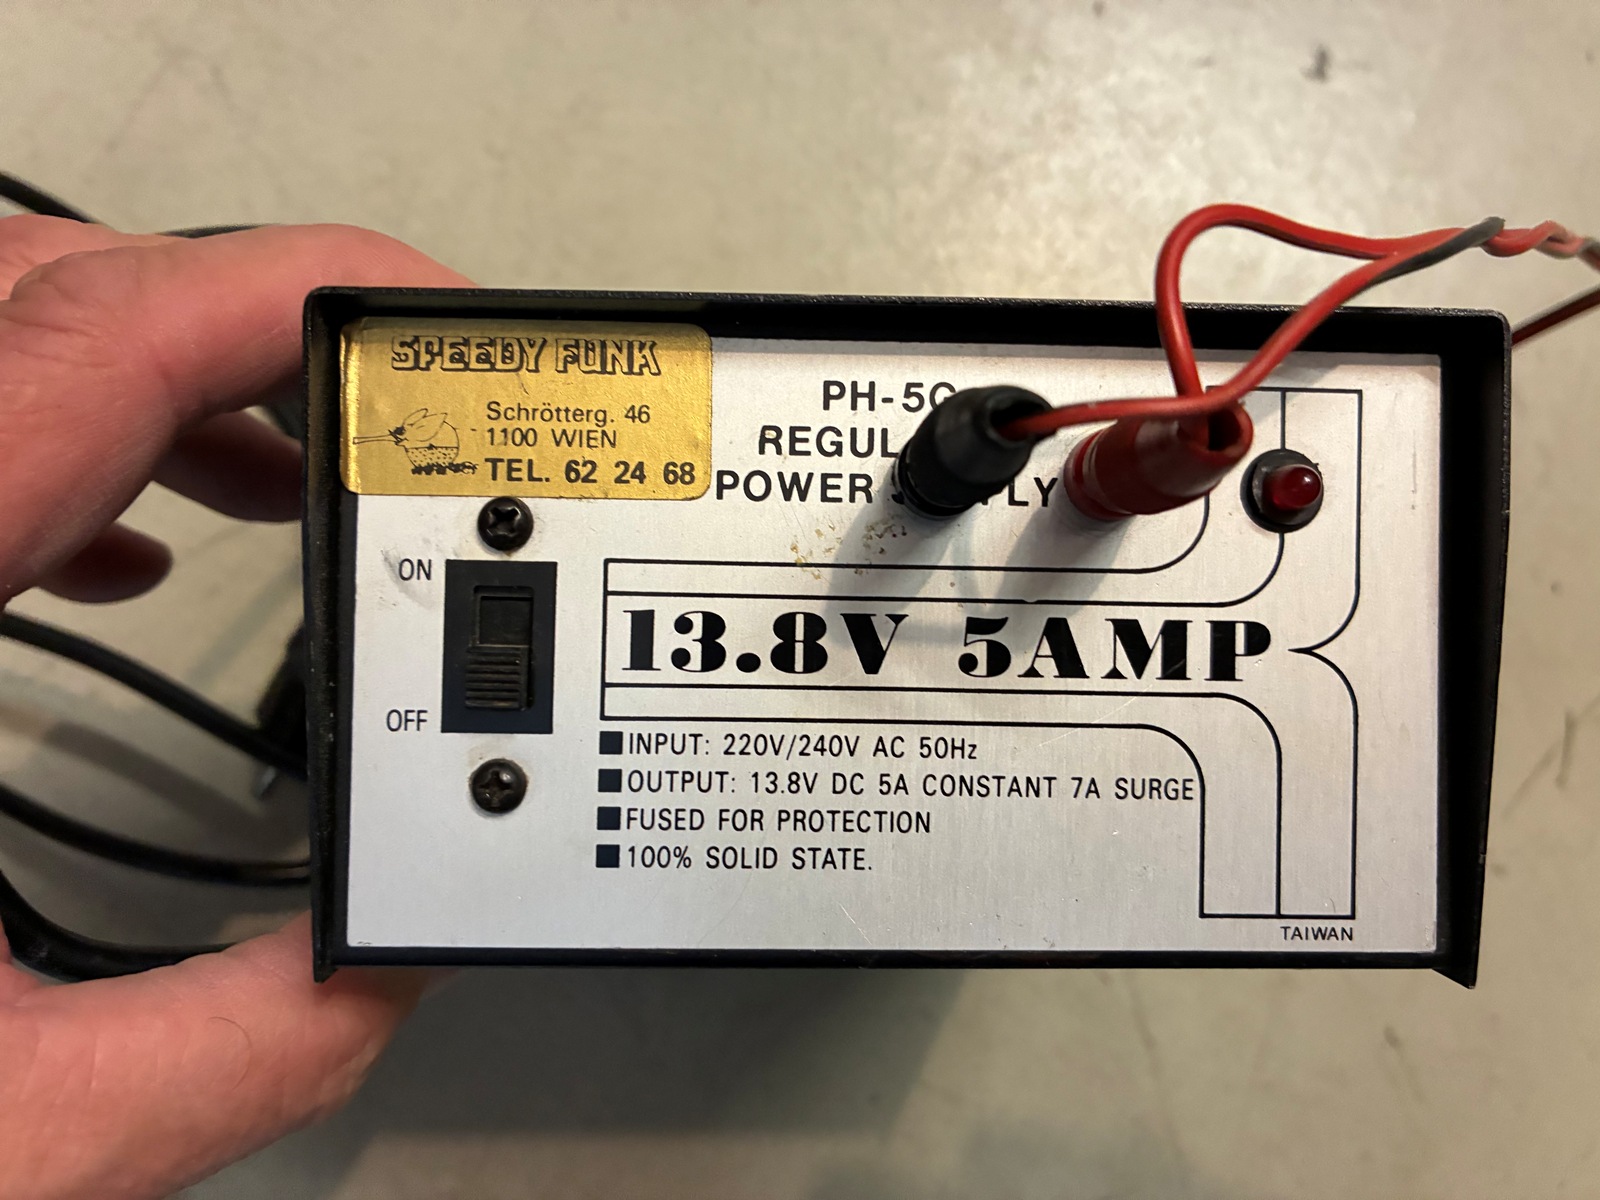 SPEEDY FUNK
Schrötterg. 46
1100 WIEN
TEL. 62 24 68
POWER
ON
OFF
13.8V 5AMP
INPUT: 220V/240V AC 50Hz
OUTPUT: 13.8V DC 5A CONSTANT 7A SURGE
FUSED FOR PROTECTION
100% SOLID STATE.
TAIWAN